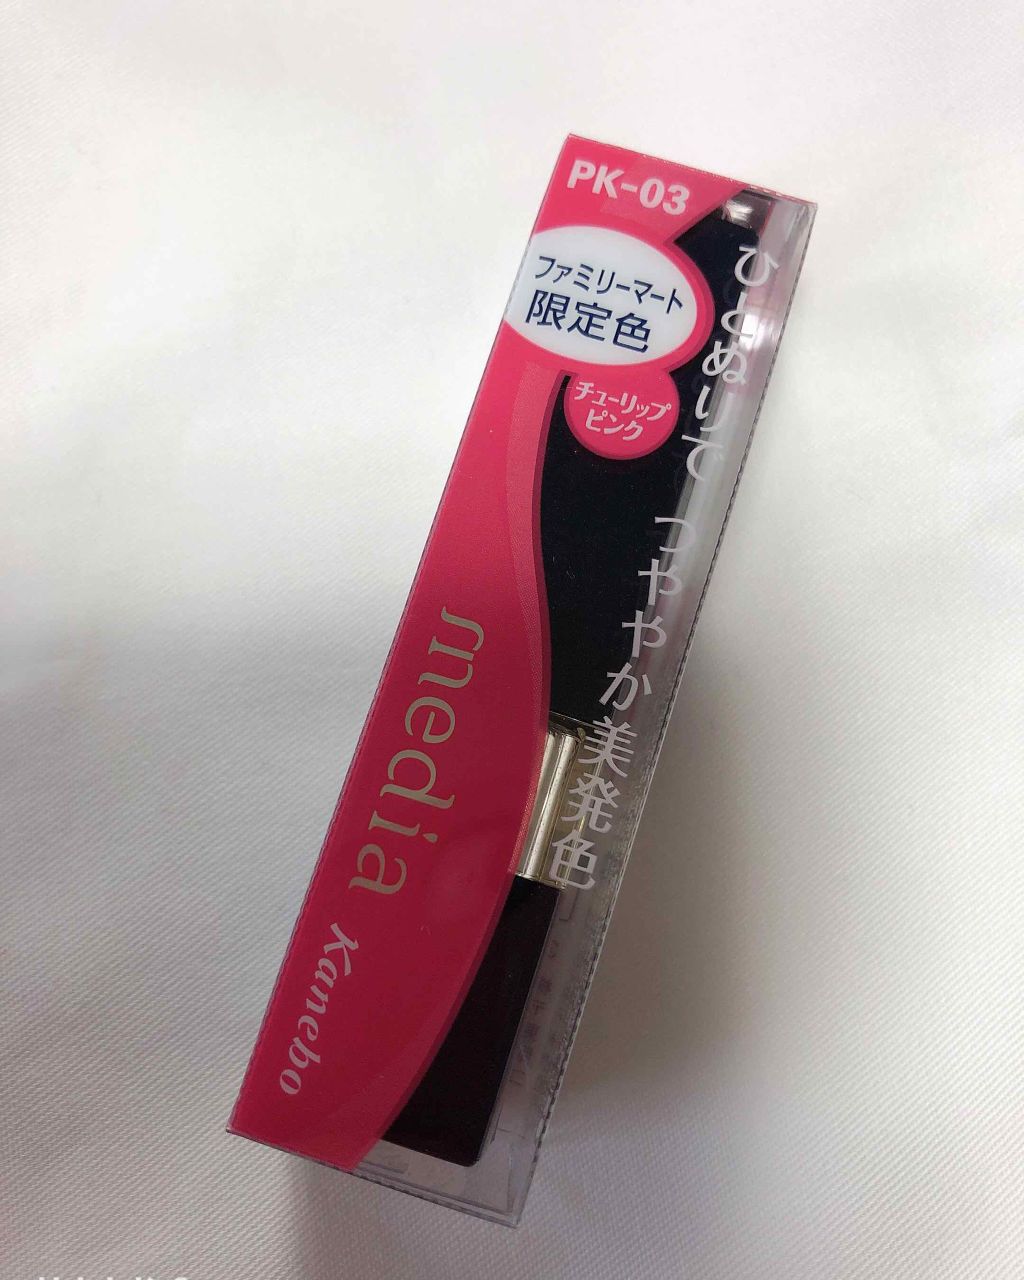 PK-03
ファミリーマート
限定色
チューリップ
ピンク
ひとぬりで つややか美発色
media
Kanebo